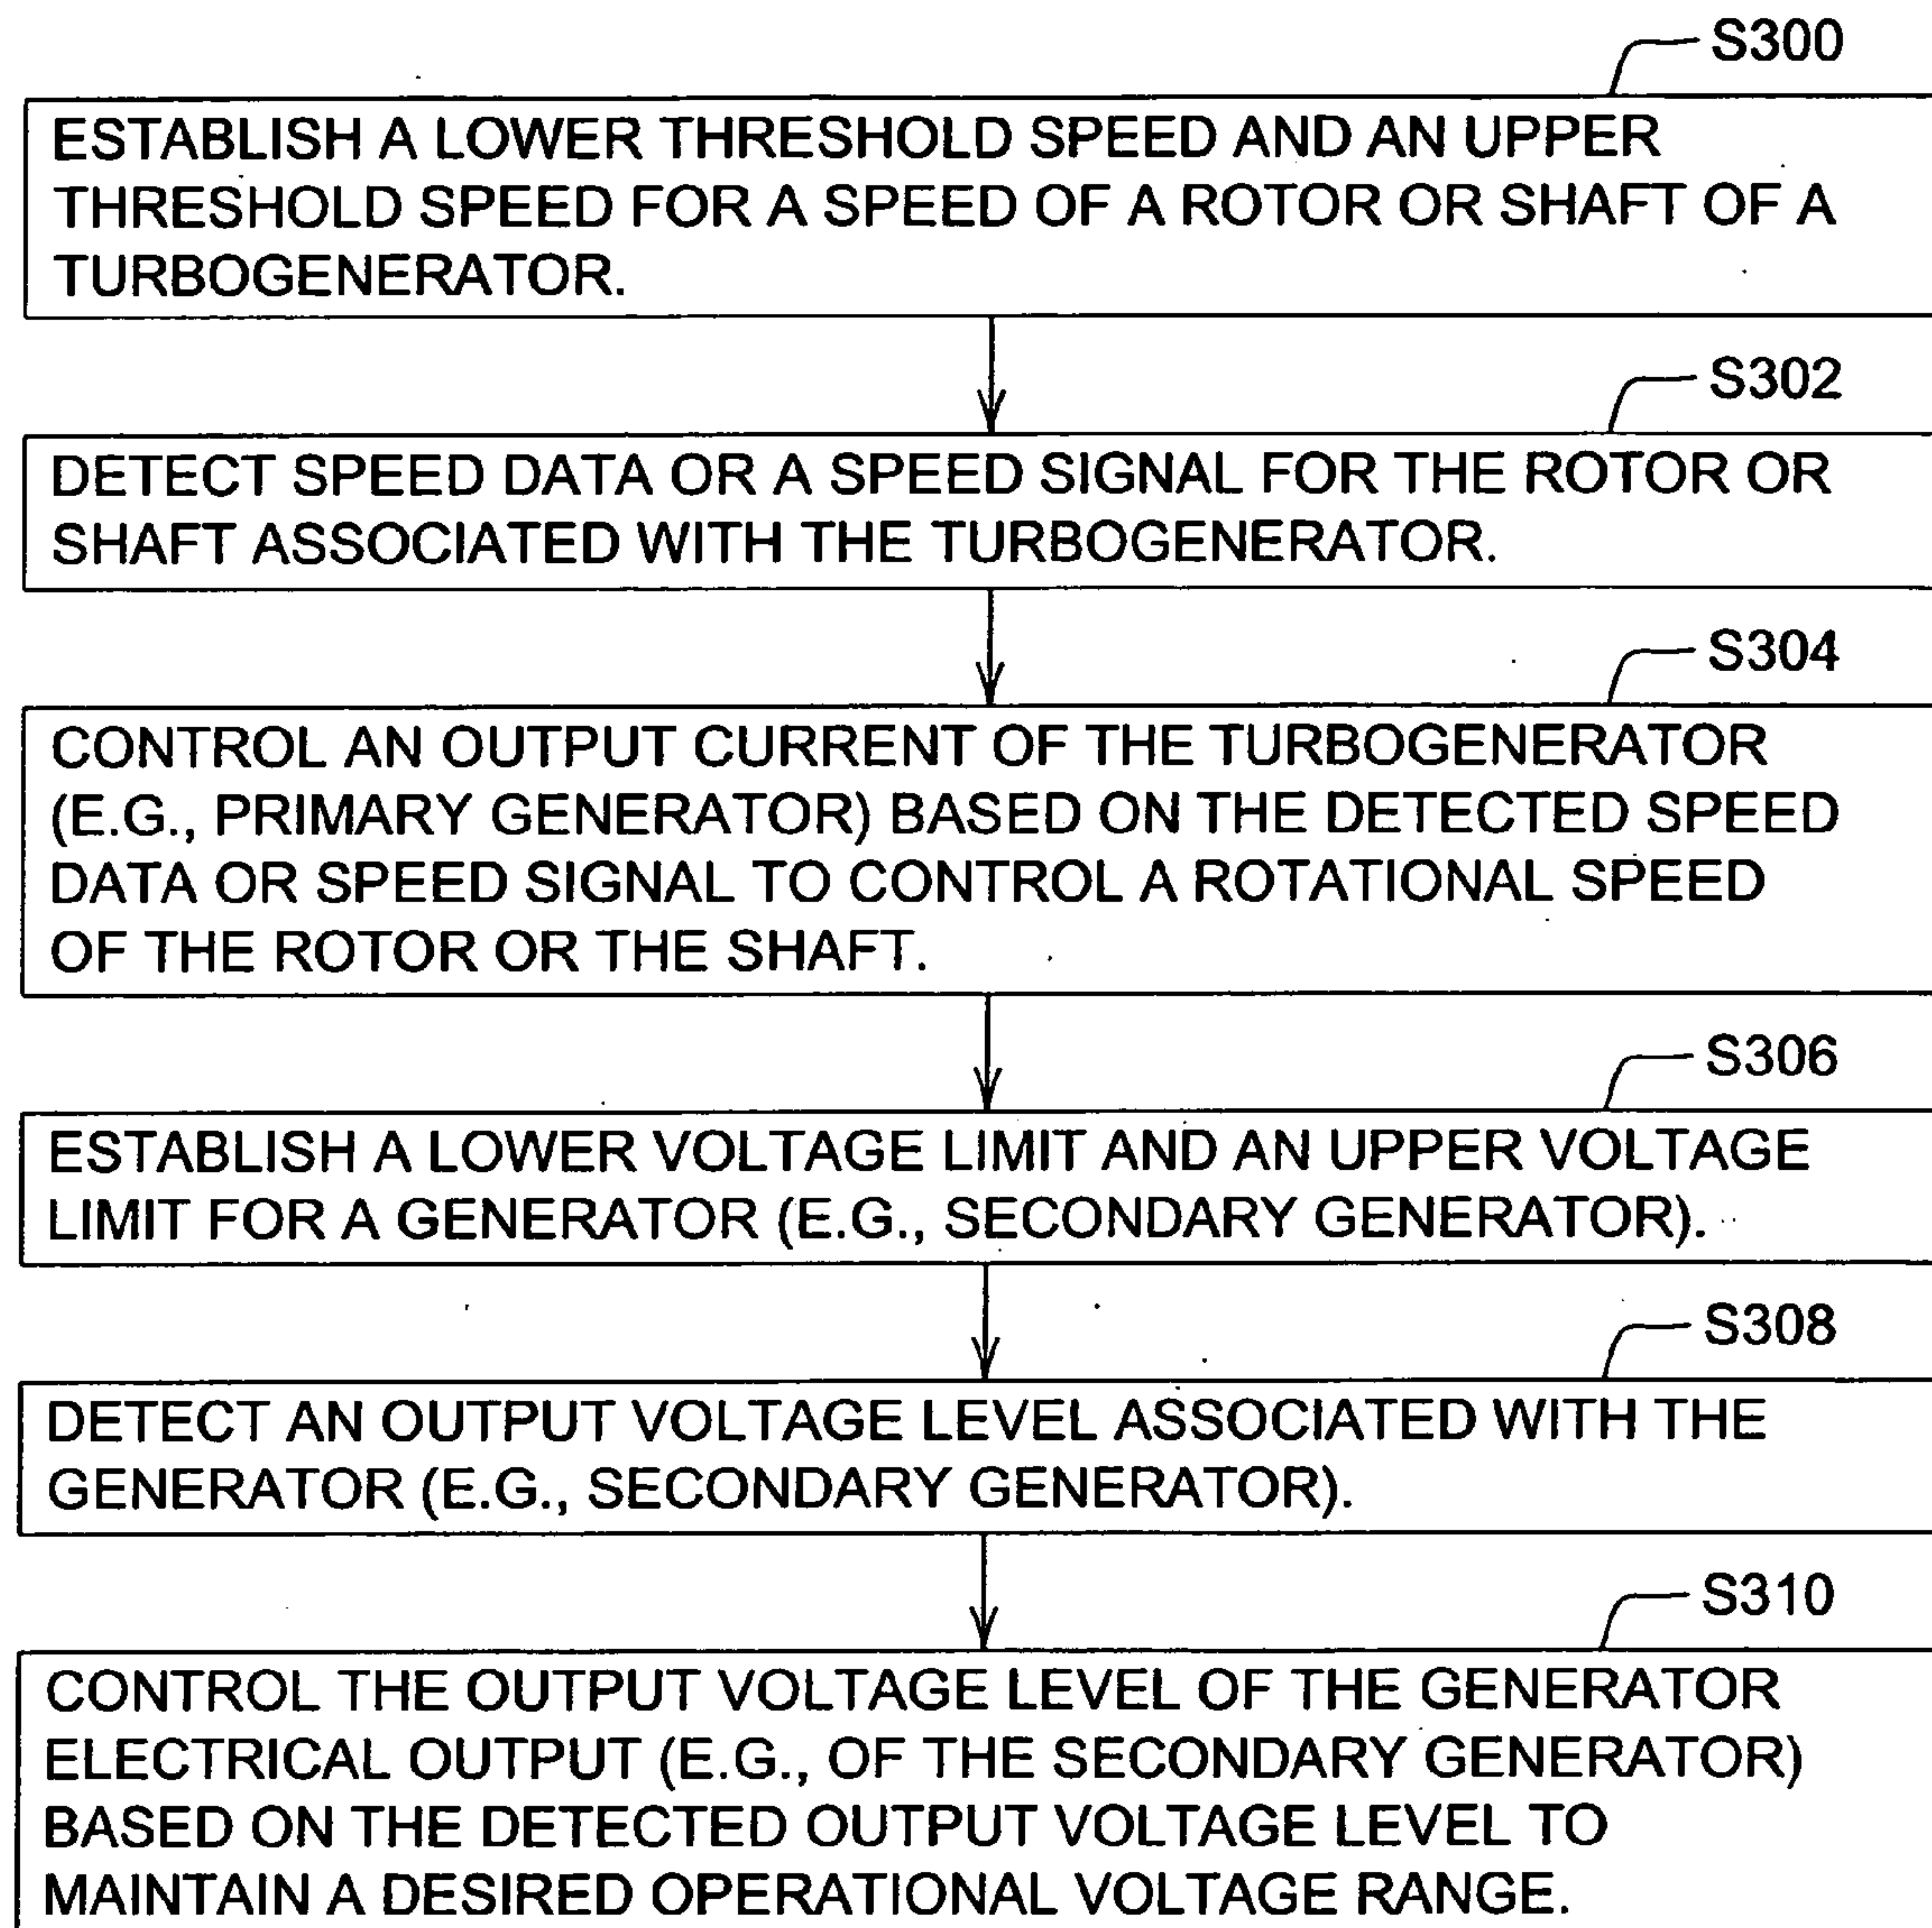 S300
ESTABLISH A LOWER THRESHOLD SPEED AND AN UPPER
THRESHOLD SPEED FOR A SPEED OF A ROTOR OR SHAFT OF A
TURBOGENERATOR.
S302
DETECT SPEED DATA OR A SPEED SIGNAL FOR THE ROTOR OR
SHAFT ASSOCIATED WITH THE TURBOGENERATOR.
S304
CONTROL AN OUTPUT CURRENT OF THE TURBOGENERATOR
(E.G., PRIMARY GENERATOR) BASED ON THE DETECTED SPEED
DATA OR SPEED SIGNAL TO CONTROL A ROTATIONAL SPEED
OF THE ROTOR OR THE SHAFT.
S306
ESTABLISH A LOWER VOLTAGE LIMIT AND AN UPPER VOLTAGE
LIMIT FOR A GENERATOR (E.G., SECONDARY GENERATOR).
S308
DETECT AN OUTPUT VOLTAGE LEVEL ASSOCIATED WITH THE
GENERATOR (E.G., SECONDARY GENERATOR).
S310
CONTROL THE OUTPUT VOLTAGE LEVEL OF THE GENERATOR
ELECTRICAL OUTPUT (E.G., OF THE SECONDARY GENERATOR)
BASED ON THE DETECTED OUTPUT VOLTAGE LEVEL TO
MAINTAIN A DESIRED OPERATIONAL VOLTAGE RANGE.